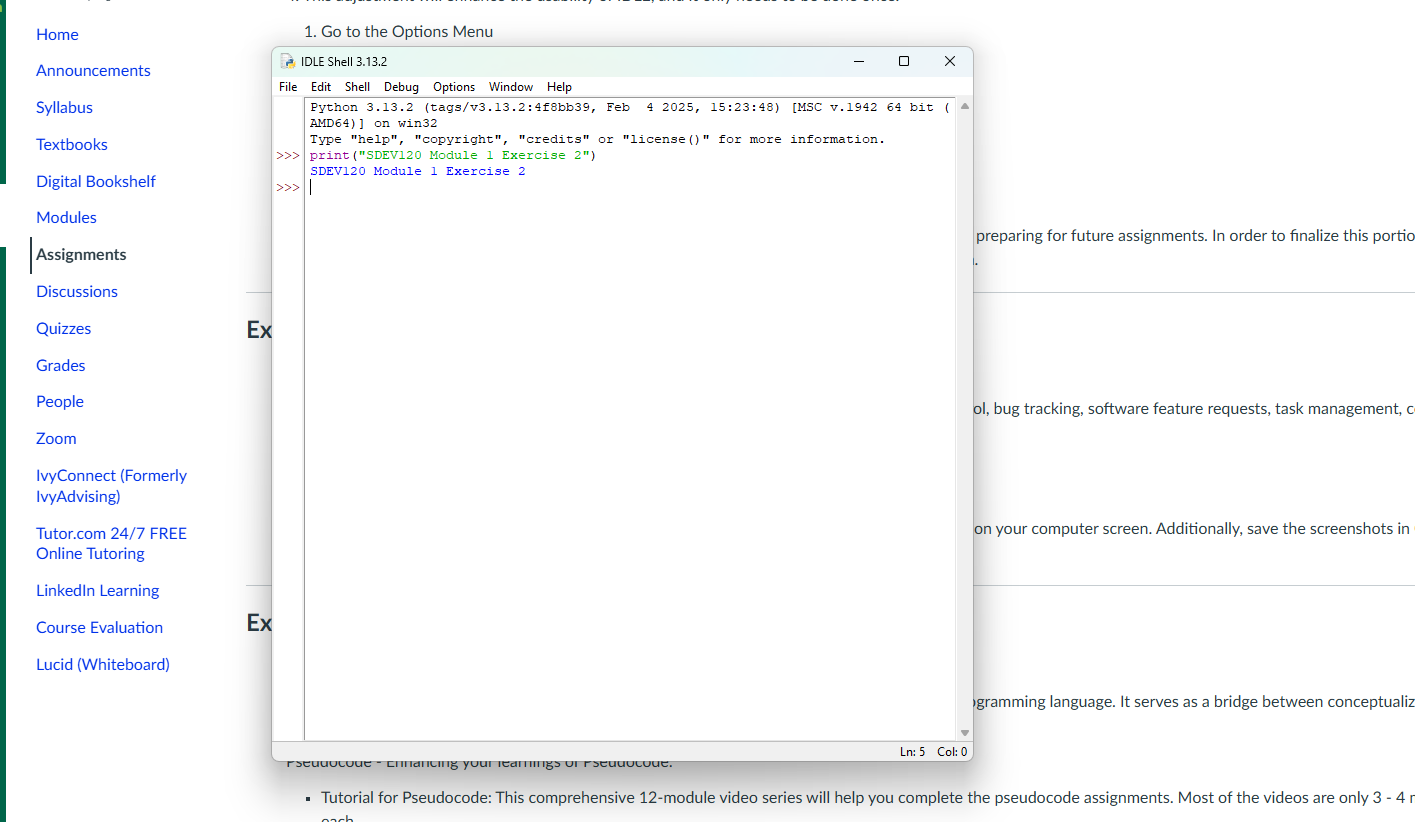 Home
Announcements
Syllabus
Textbooks
Digital Bookshelf
Modules
Assignments
Discussions
Quizzes
Grades
People
Zoom
IvyConnect (Formerly
IvyAdvising)
Tutor.com 24/7 FREE
Online Tutoring
LinkedIn Learning
Course Evaluation
Lucid (Whiteboard)
1. Go to the Options Menu
IDLE Shell 3.13.2
File Edit Shell Debug Options Window Help
Python 3.13.2 (tags/v3.13.2:4f8bb39, Feb  4 2025, 15:23:48) [MSC v.1942 64 bit (
AMD64)] on win32
Type "help", "copyright", "credits" or "license()" for more information.
>>> print("SDEV120 Module 1 Exercise 2")
SDEV120 Module 1 Exercise 2
>>>
Ln: 5 Col: 0
preparing for future assignments. In order to finalize this portio
Ex
ol, bug tracking, software feature requests, task management, c
on your computer screen. Additionally, save the screenshots in
Ex
gramming language. It serves as a bridge between conceptualiz
Pseudocode - Enhancing your learnings of Pseudocode.
▪ Tutorial for Pseudocode: This comprehensive 12-module video series will help you complete the pseudocode assignments. Most of the videos are only 3 - 4
each